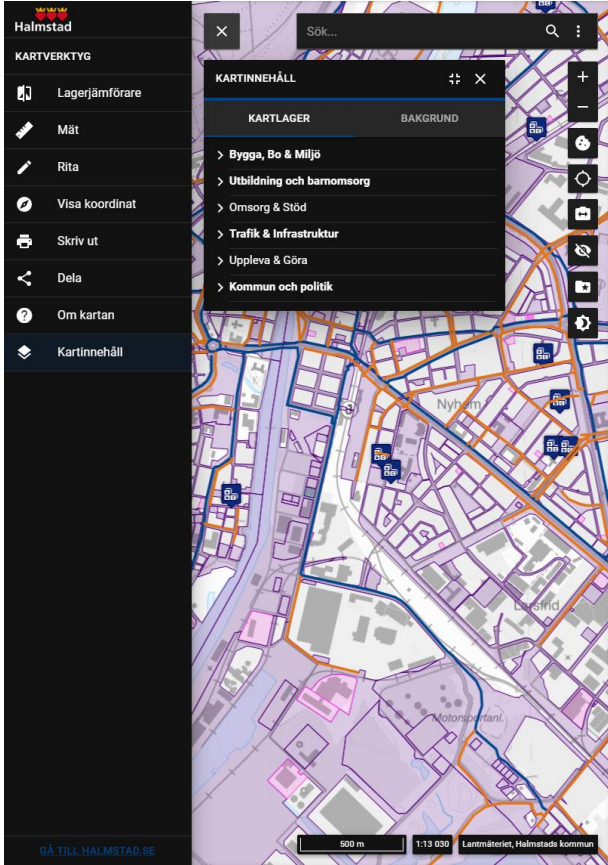 Halmstad
KARTVERKTYG
Lagerjämförare
Mät
Rita
Visa koordinat
Skriv ut
Dela
Om kartan
Kartinnehåll
GÅ TILL HALMSTAD.SE
Sök...
KARTINNEHÅLL
KARTLAGER
BAKGRUND
Bygga, Bo & Miljö
Utbildning och barnomsorg
Omsorg & Stöd
Trafik & Infrastruktur
Uppleva & Göra
Kommun och politik
Nyhem
Larsfrid
Motorsportanl.
500 m
1:13 030
Lantmäteriet, Halmstads kommun